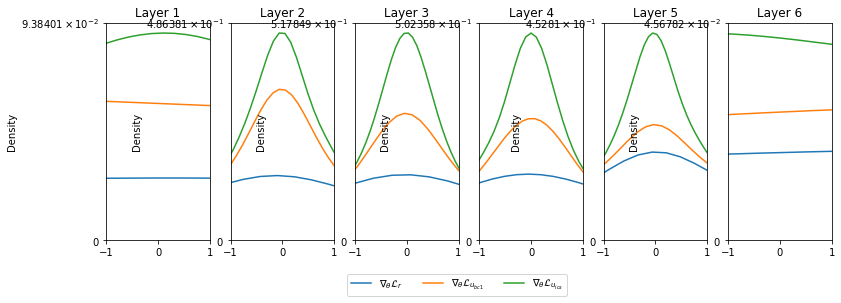 Layer 1 Layer 2 Layer 3 Layer 4 Layer 5 Layer 6
9.38401 × 10⁻² 4.86381 × 10⁻¹ 5.17849 × 10⁻¹ 5.02358 × 10⁻¹ 4.5281 × 10⁻¹ 4.56782 × 10⁻²
Density Density Density Density Density Density
0 0 0 0 0 0
−1 0 1 −1 0 1 −1 0 1 −1 0 1 −1 0 1 −1 0 1
∇θℒr ∇θℒu_bc1 ∇θℒu_ics